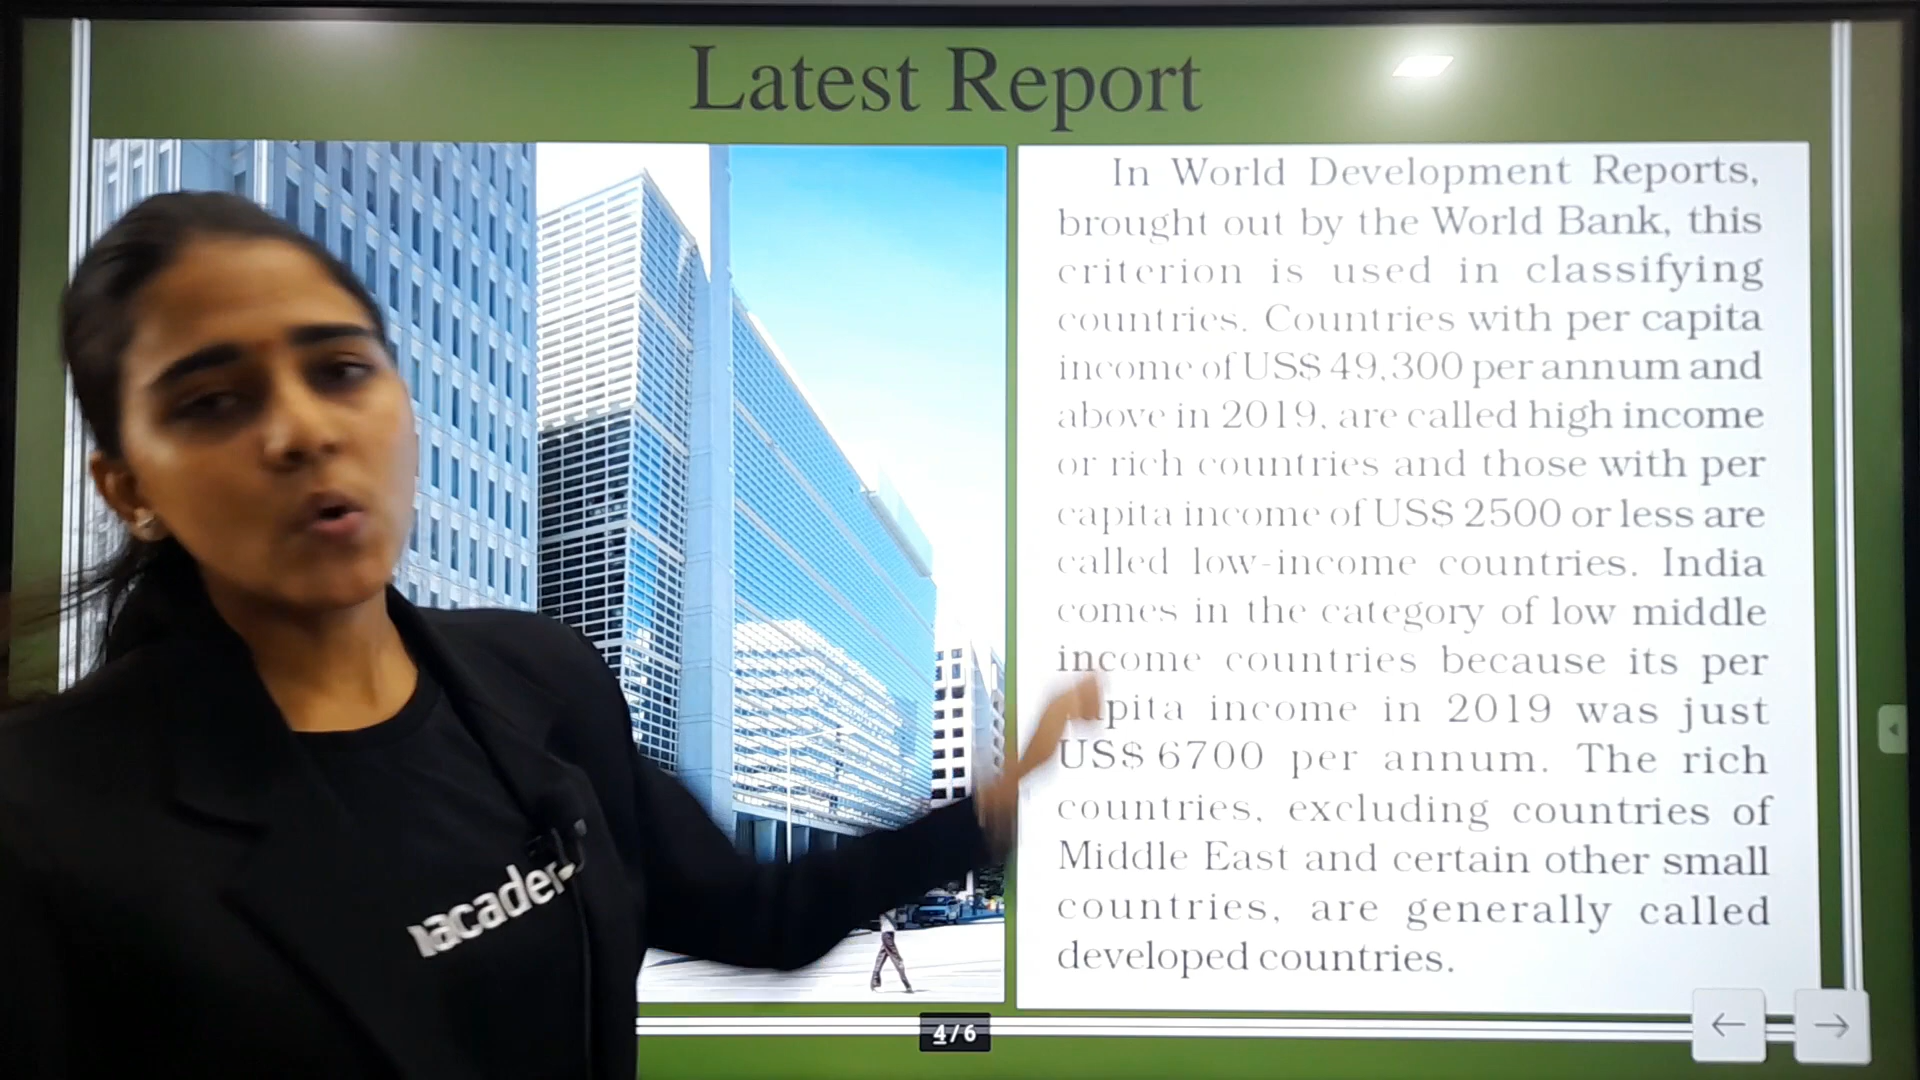 Latest Report
In World Development Reports,
brought out by the World Bank, this
criterion is used in classifying
countries. Countries with per capita
income of US$ 49,300 per annum and
above in 2019, are called high income
or rich countries and those with per
capita income of US$ 2500 or less are
called low-income countries. India
comes in the category of low middle
income countries because its per
capita income in 2019 was just
US$ 6700 per annum. The rich
countries, excluding countries of
Middle East and certain other small
countries, are generally called
developed countries.
4/6